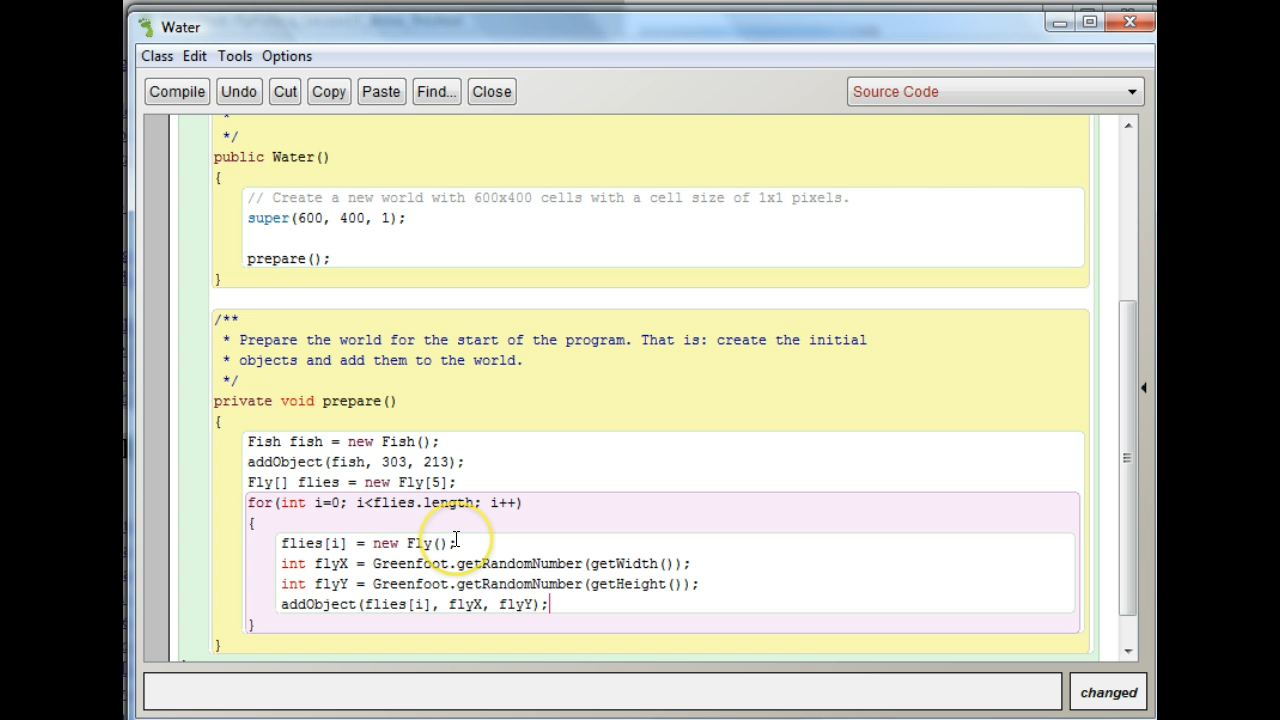 Water
Class Edit Tools Options
Compile Undo Cut Copy Paste Find... Close Source Code
*
*/
public Water()
{
// Create a new world with 600x400 cells with a cell size of 1x1 pixels.
super(600, 400, 1);
prepare();
}
/**
* Prepare the world for the start of the program. That is: create the initial
* objects and add them to the world.
*/
private void prepare()
{
Fish fish = new Fish();
addObject(fish, 303, 213);
Fly[] flies = new Fly[5];
for(int i=0; i<flies.length; i++)
{
flies[i] = new Fly();
int flyX = Greenfoot.getRandomNumber(getWidth());
int flyY = Greenfoot.getRandomNumber(getHeight());
addObject(flies[i], flyX, flyY);
}
}
changed